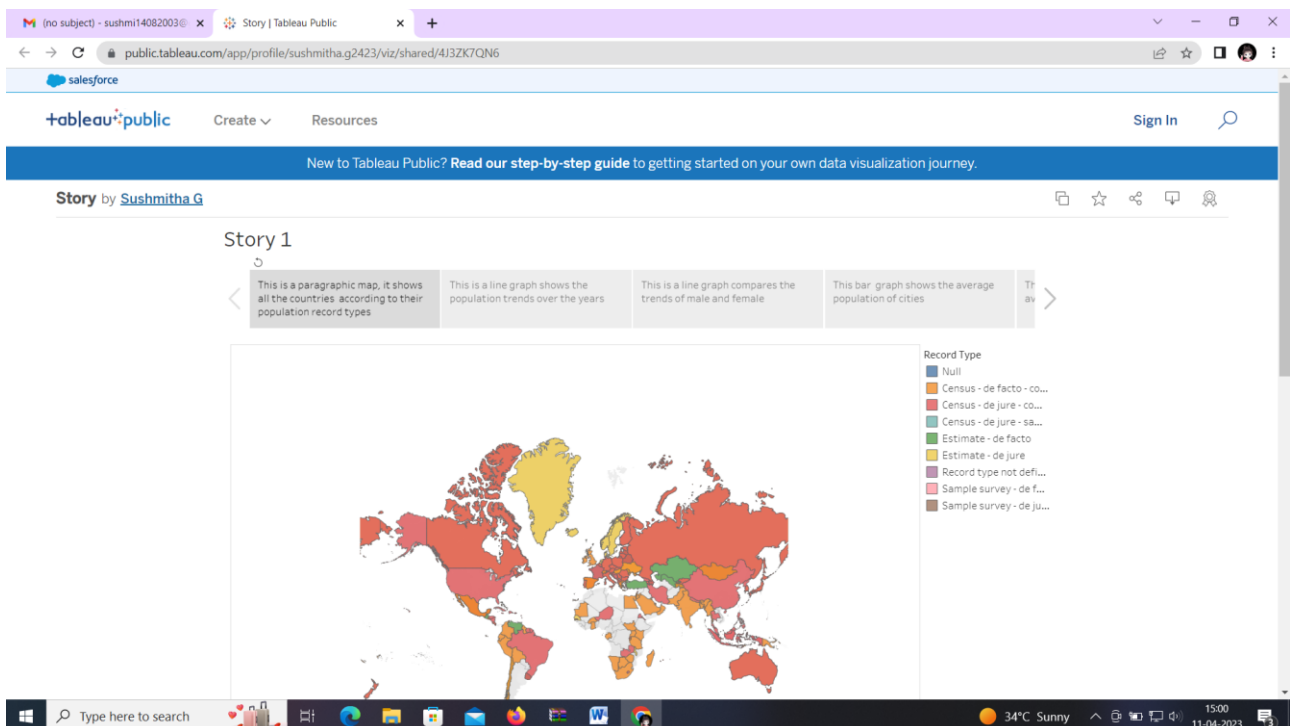 (no subject) - sushmi14082003@
Story | Tableau Public
public.tableau.com/app/profile/sushmitha.g2423/viz/shared/4J3ZK7QN6
salesforce
+ableau public
Create
Resources
Sign In
New to Tableau Public? Read our step-by-step guide to getting started on your own data visualization journey.
Story by Sushmitha G
Story 1
This is a paragraphic map, it shows
all the countries according to their
population record types
This is a line graph shows the
population trends over the years
This is a line graph compares the
trends of male and female
This bar graph shows the average
population of cities
Th
av
Record Type
Null
Census - de facto - co...
Census - de jure - co...
Census - de jure - sa...
Estimate - de facto
Estimate - de jure
Record type not defi...
Sample survey - de f...
Sample survey - de ju...
Type here to search
34°C Sunny
15:00
11-04-2023